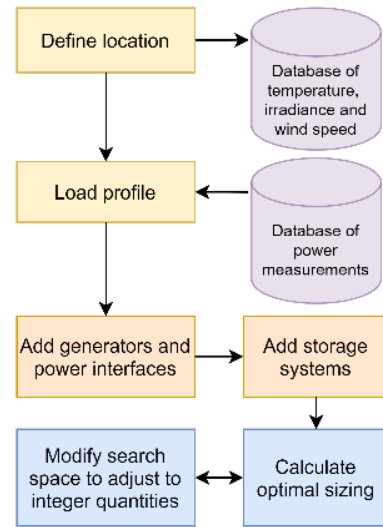 Define location
Database of
temperature,
irradiance and
wind speed
Load profile
Database of
power
measurements
Add generators and
power interfaces
Add storage
systems
Modify search
space to adjust to
integer quantities
Calculate
optimal sizing